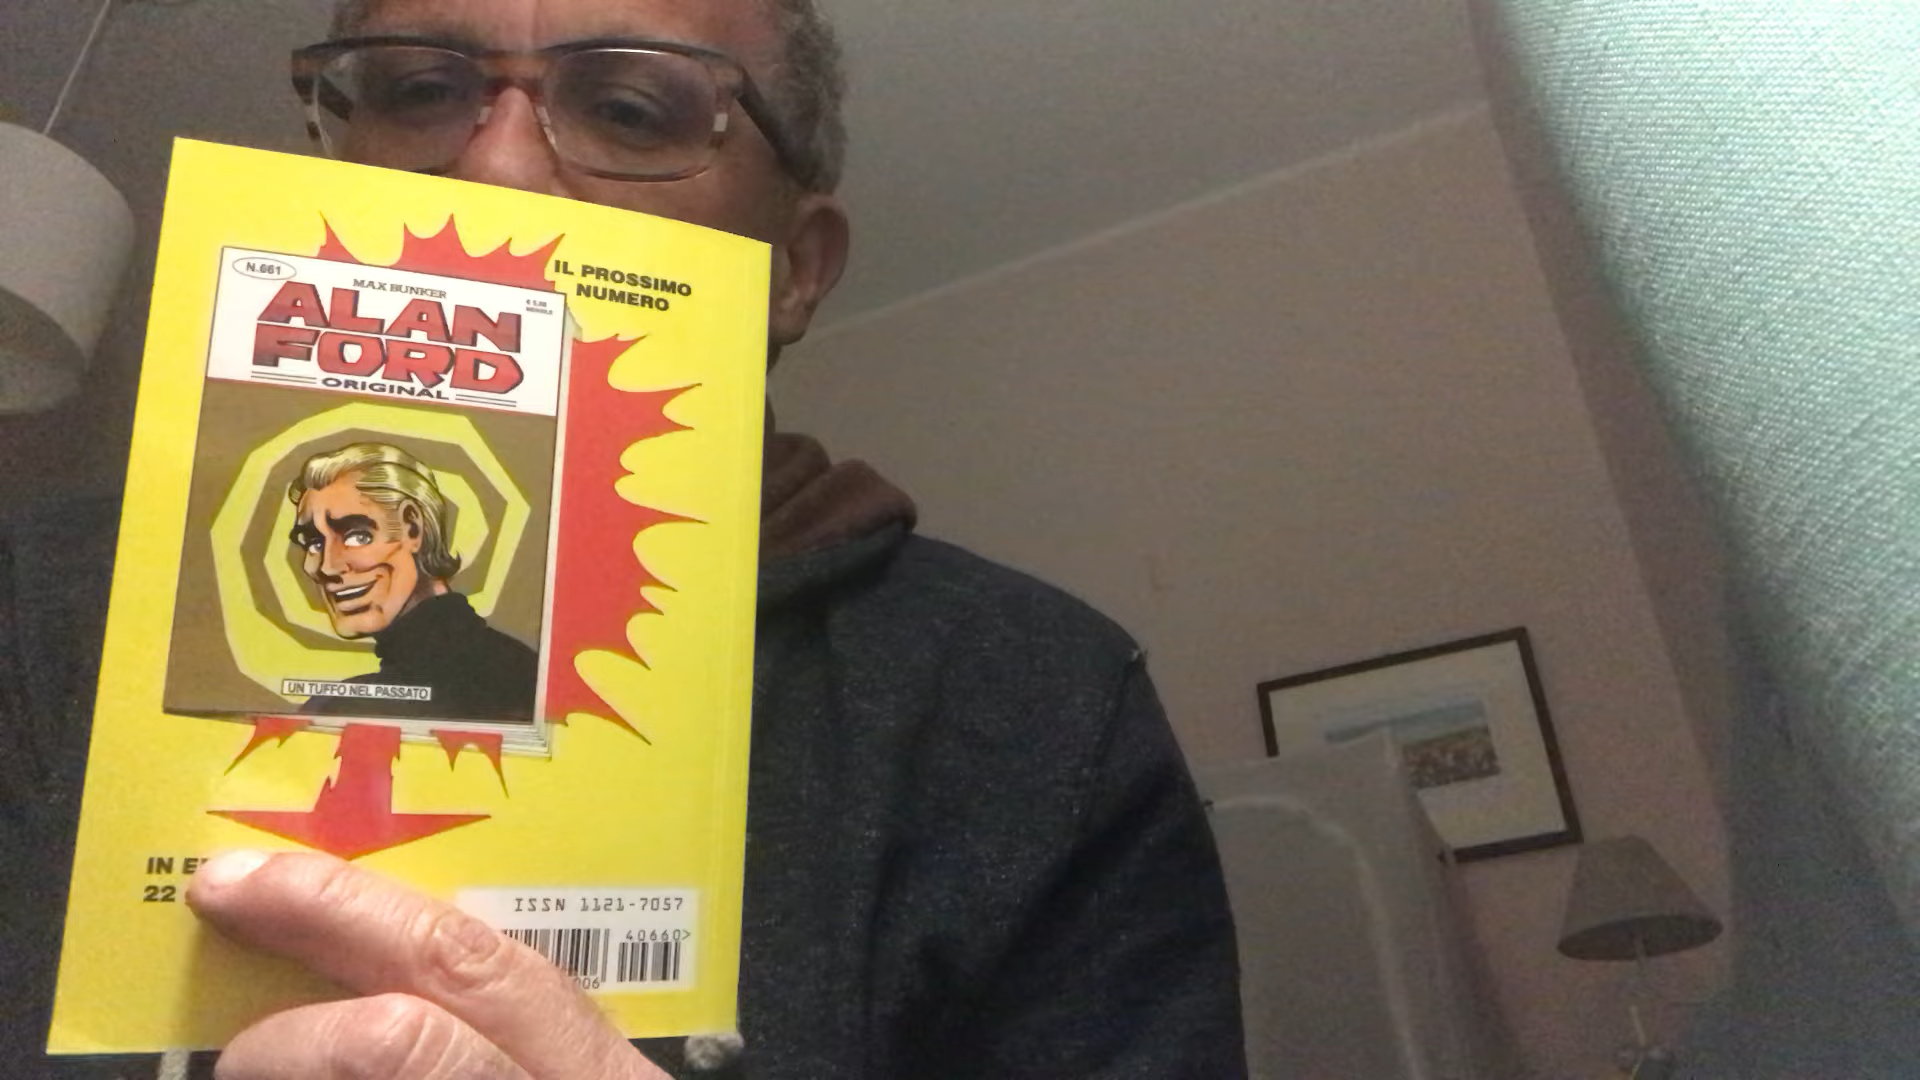 IL PROSSIMO
NUMERO
N.661
MAX BUNKER
ALAN
FORD
ORIGINAL
UN TUFFO NEL PASSATO
IN
22
ISSN 1121-7057
40660>
006